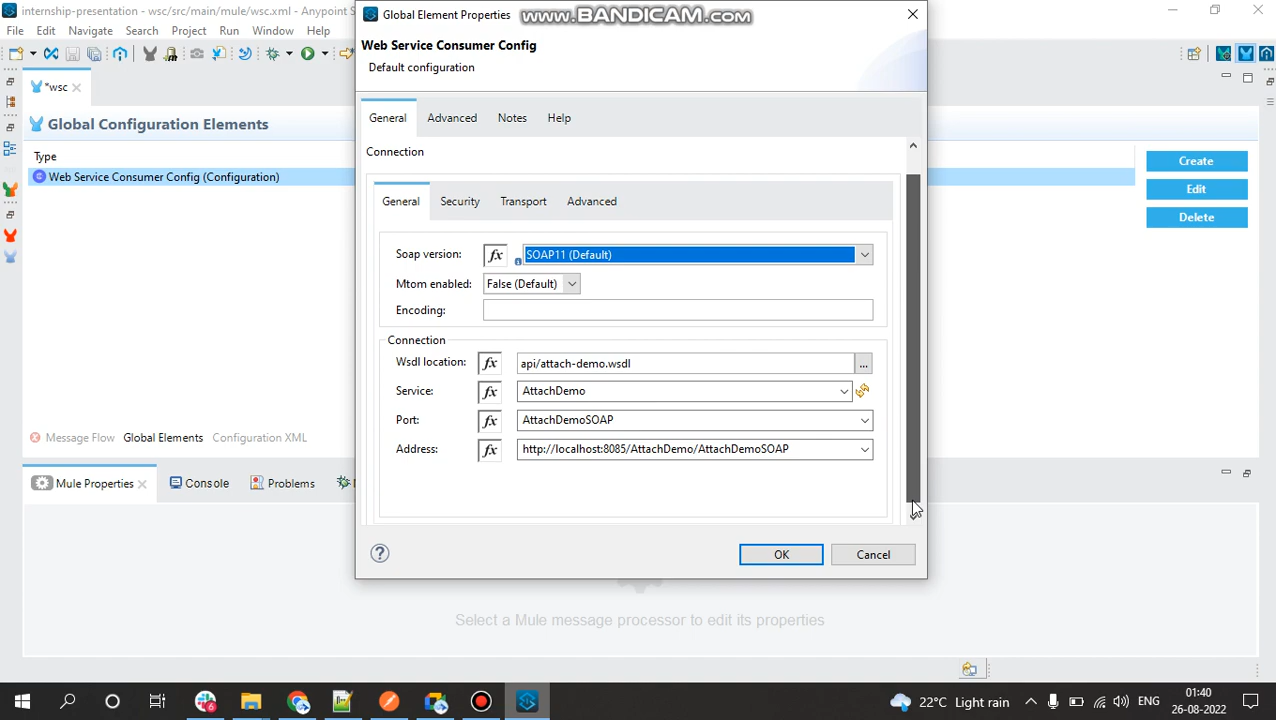 internship-presentation - wsc/src/main/mule/wsc.xml - Anypoint S
File Edit Navigate Search Project Run Window Help
*wsc
Global Configuration Elements
Type
Web Service Consumer Config (Configuration)
Create
Edit
Delete
Message Flow Global Elements Configuration XML
Mule Properties Console Problems
Select a Mule message processor to edit its properties
Global Element Properties
www.BANDICAM.com
Web Service Consumer Config
Default configuration
General Advanced Notes Help
Connection
General Security Transport Advanced
Soap version: fx SOAP11 (Default)
Mtom enabled: False (Default)
Encoding:
Connection
Wsdl location: fx api/attach-demo.wsdl ...
Service: fx AttachDemo
Port: fx AttachDemoSOAP
Address: fx http://localhost:8085/AttachDemo/AttachDemoSOAP
? OK Cancel
22°C Light rain ENG 01:40
26-08-2022